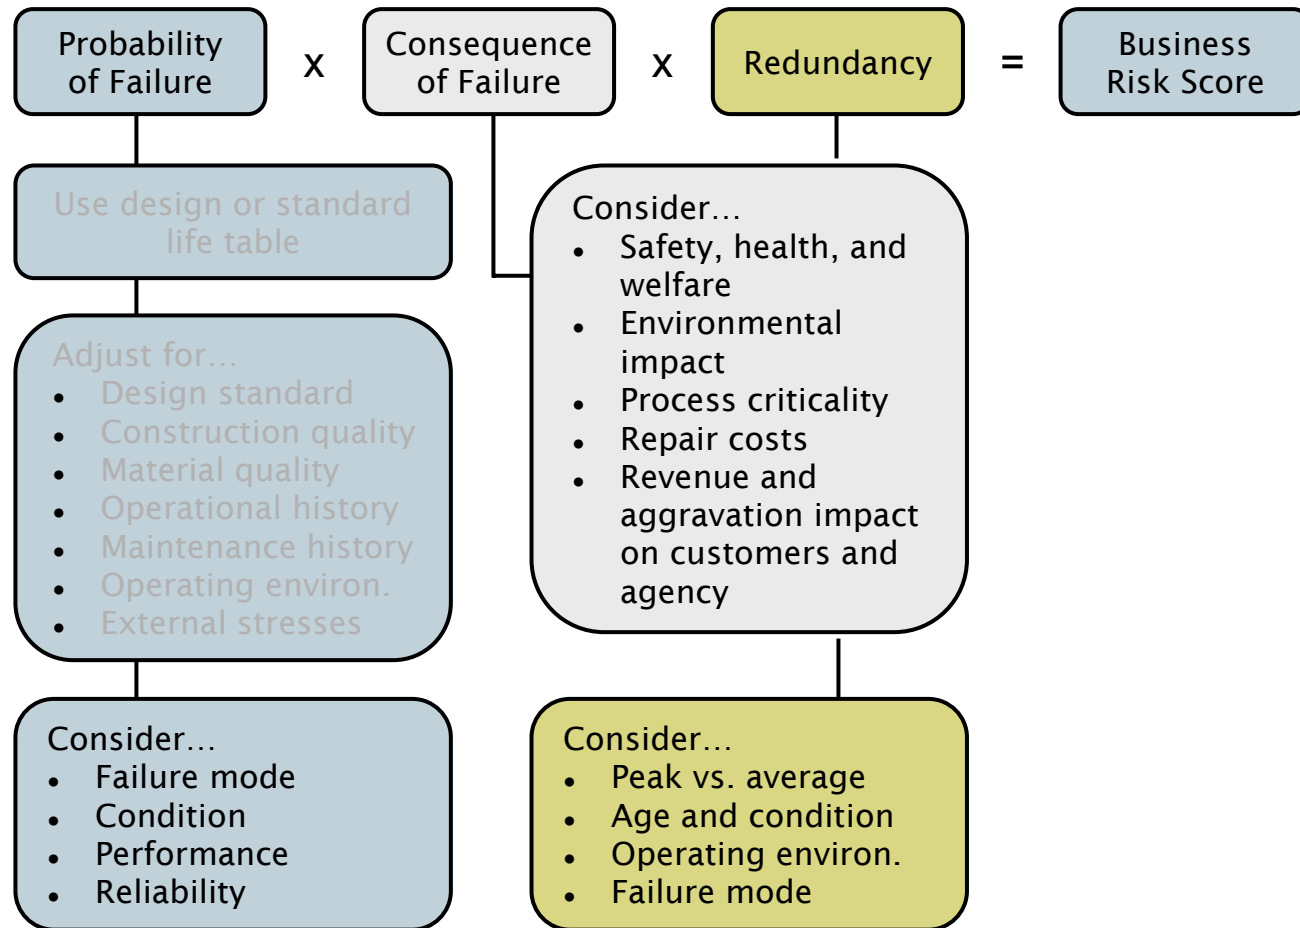 Probability
of Failure
x
Consequence
of Failure
x
Redundancy
=
Business
Risk Score
Use design or standard
life table
Adjust for…
• Design standard
• Construction quality
• Material quality
• Operational history
• Maintenance history
• Operating environ.
• External stresses
Consider…
• Failure mode
• Condition
• Performance
• Reliability
Consider…
• Safety, health, and
welfare
• Environmental
impact
• Process criticality
• Repair costs
• Revenue and
aggravation impact
on customers and
agency
Consider…
• Peak vs. average
• Age and condition
• Operating environ.
• Failure mode